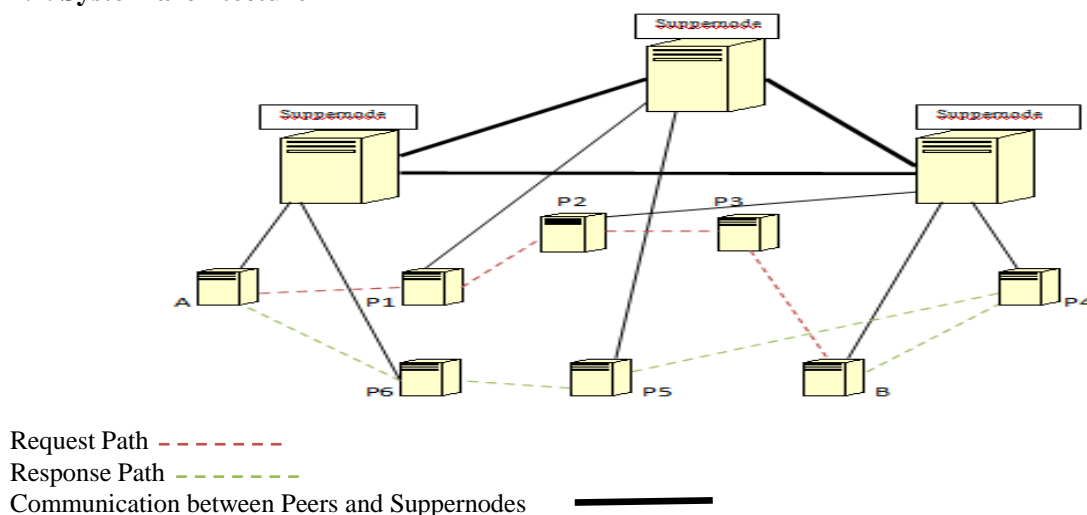 Suppernode
Suppernode
Suppernode
P2
P3
A
P1
P4
P6
P5
B
Request Path
Response Path
Communication between Peers and Suppernodes